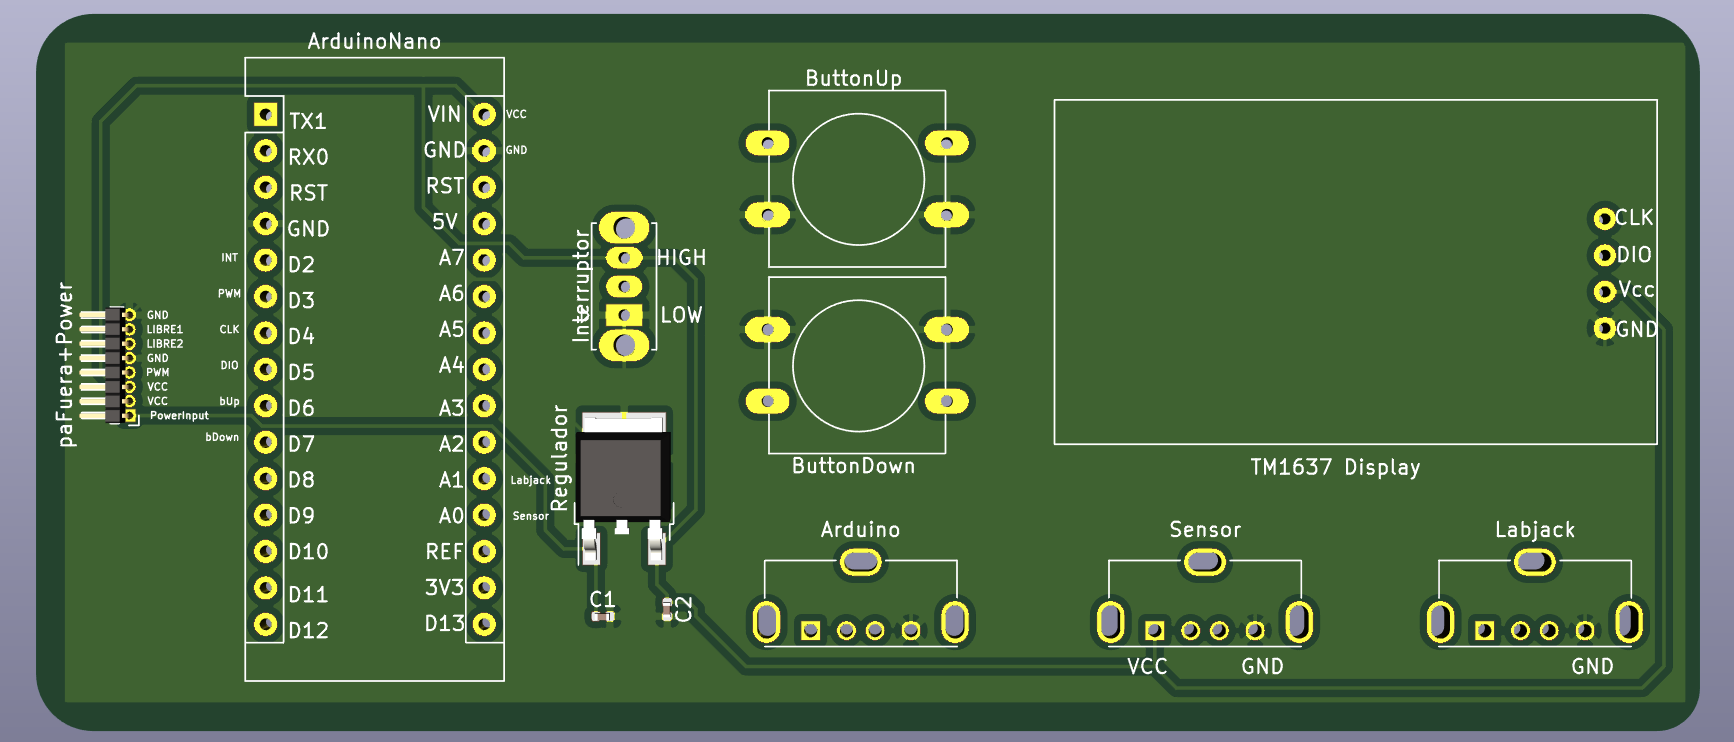 ArduinoNano
TX1
RX0
RST
GND
D2
D3
D4
D5
D6
D7
D8
D9
D10
D11
D12
VIN
GND
RST
5V
A7
A6
A5
A4
A3
A2
A1
A0
REF
3V3
D13
VCC
GND
INT
PWM
CLK
DIO
bUp
bDown
Labjack
Sensor
paFuera+Power
GND
LIBRE1
LIBRE2
GND
PWM
VCC
VCC
PowerInput
Interruptor
HIGH
LOW
Regulador
C1
C2
ButtonUp
ButtonDown
CLK
DIO
Vcc
GND
TM1637 Display
Arduino
Sensor
VCC
GND
Labjack
GND